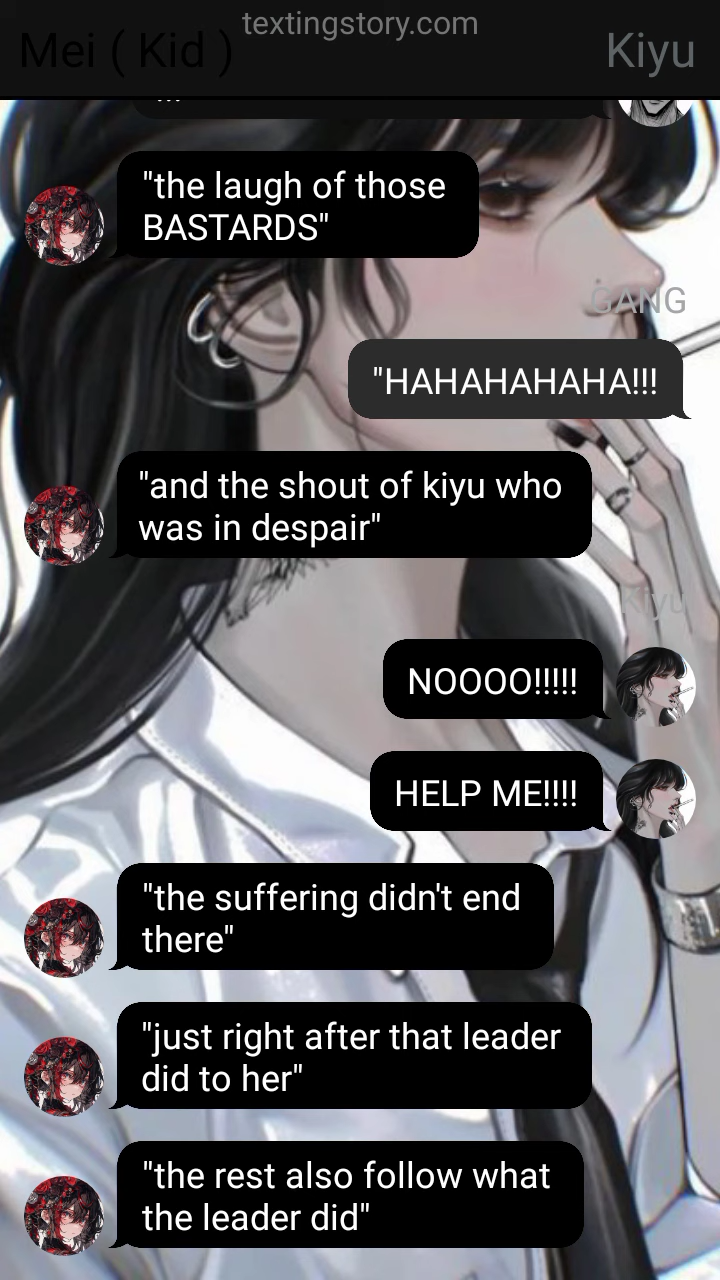 textingstory.com
Mei ( Kid )
Kiyu
"the laugh of those
BASTARDS"
GANG
"HAHAHAHAHA!!!
"and the shout of kiyu who
was in despair"
Kiyu
NOOOO!!!!!
HELP ME!!!!
"the suffering didn't end
there"
"just right after that leader
did to her"
"the rest also follow what
the leader did"